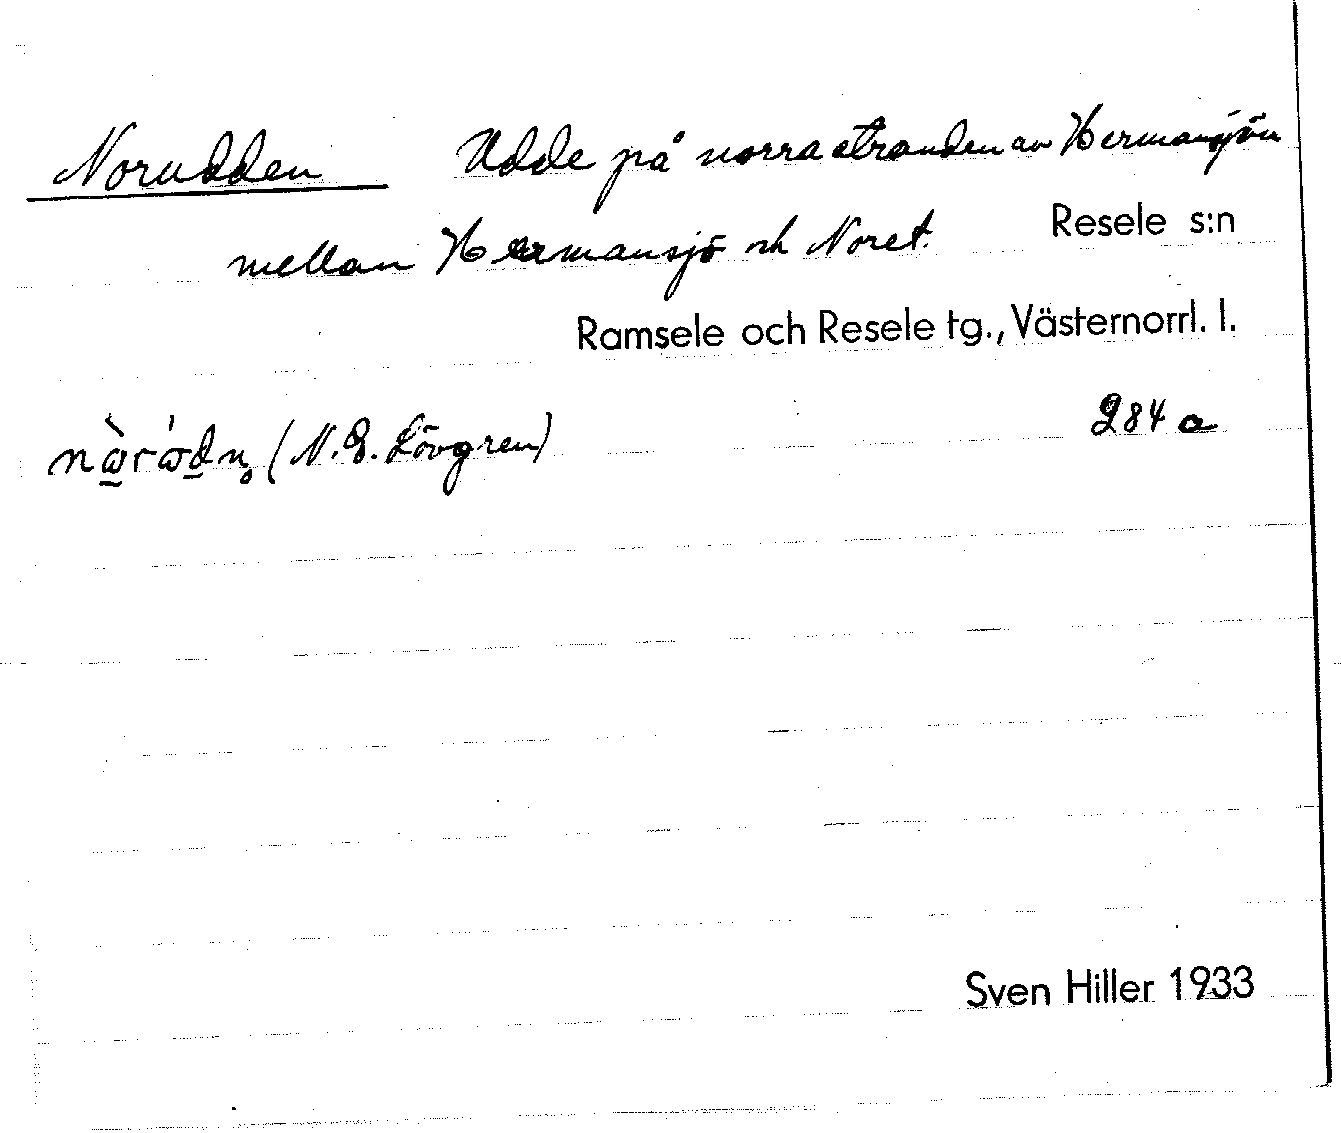 Norudden Udde på norra stranden av Hermansjön
mellan Hermansjö och Noret.
Resele s:n
Ramsele och Resele tg., Västernorrl. l.
(N.E. Lövgren) 284 a
Sven Hiller 1933